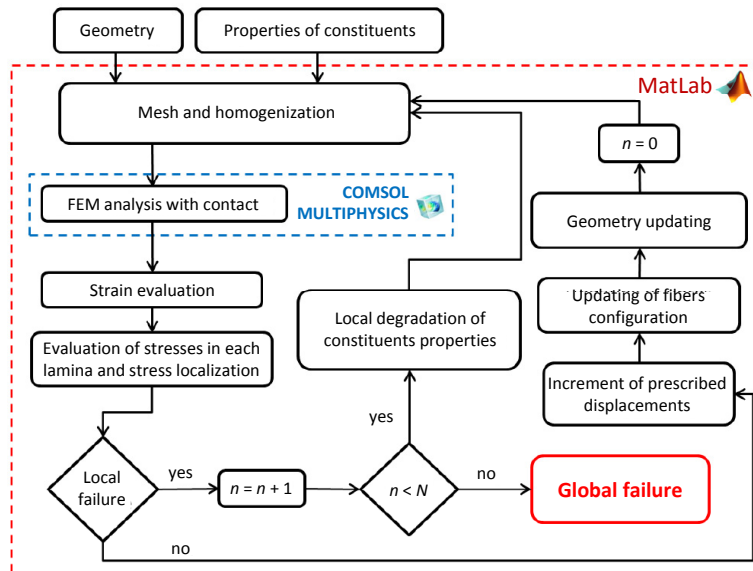 Geometry
Properties of constituents
MatLab
Mesh and homogenization
n = 0
COMSOL
MULTIPHYSICS
FEM analysis with contact
Geometry updating
Strain evaluation
Local degradation of
constituents properties
Updating of fibers
configuration
Evaluation of stresses in each
lamina and stress localization
Increment of prescribed
displacements
yes
Local
failure
yes
n = n + 1
n < N
no
Global failure
no